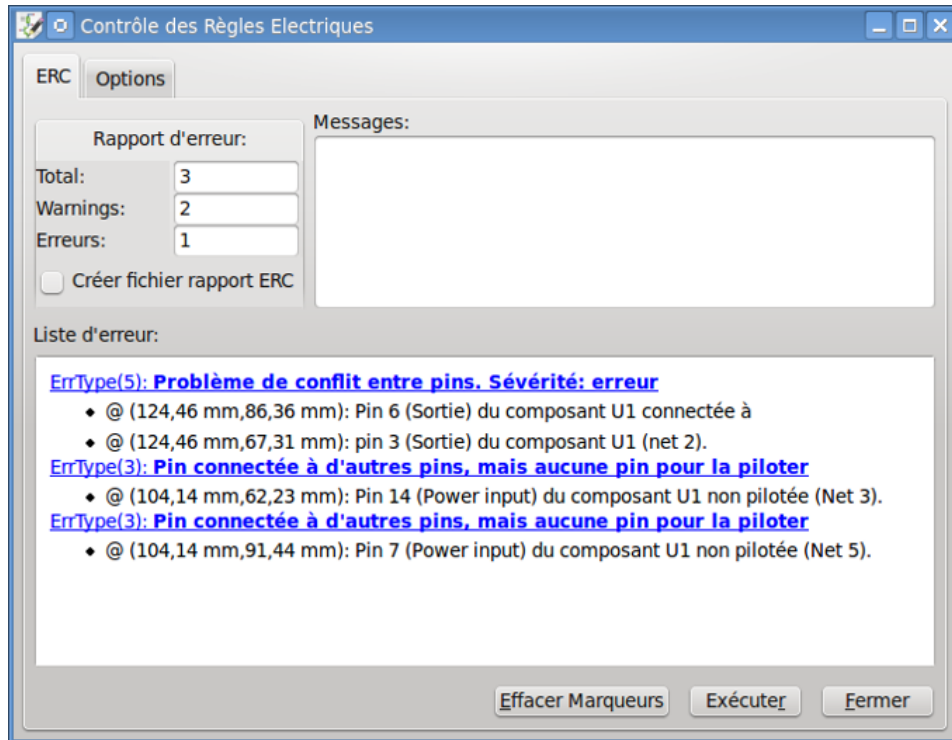 Contrôle des Règles Electriques
ERC Options
Rapport d'erreur:
Total: 3
Warnings: 2
Erreurs: 1
Créer fichier rapport ERC
Messages:
Liste d'erreur:
ErrType(5): Problème de conflit entre pins. Sévérité: erreur
@ (124,46 mm,86,36 mm): Pin 6 (Sortie) du composant U1 connectée à
@ (124,46 mm,67,31 mm): pin 3 (Sortie) du composant U1 (net 2).
ErrType(3): Pin connectée à d'autres pins, mais aucune pin pour la piloter
@ (104,14 mm,62,23 mm): Pin 14 (Power input) du composant U1 non pilotée (Net 3).
ErrType(3): Pin connectée à d'autres pins, mais aucune pin pour la piloter
@ (104,14 mm,91,44 mm): Pin 7 (Power input) du composant U1 non pilotée (Net 5).
Effacer Marqueurs Exécuter Fermer